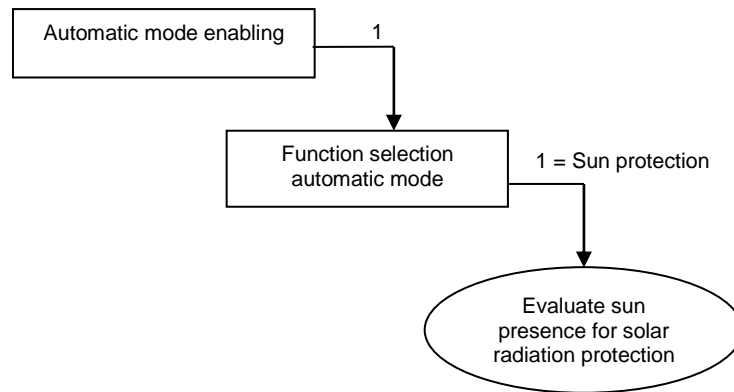 Automatic mode enabling
1
Function selection
automatic mode
1 = Sun protection
Evaluate sun
presence for solar
radiation protection